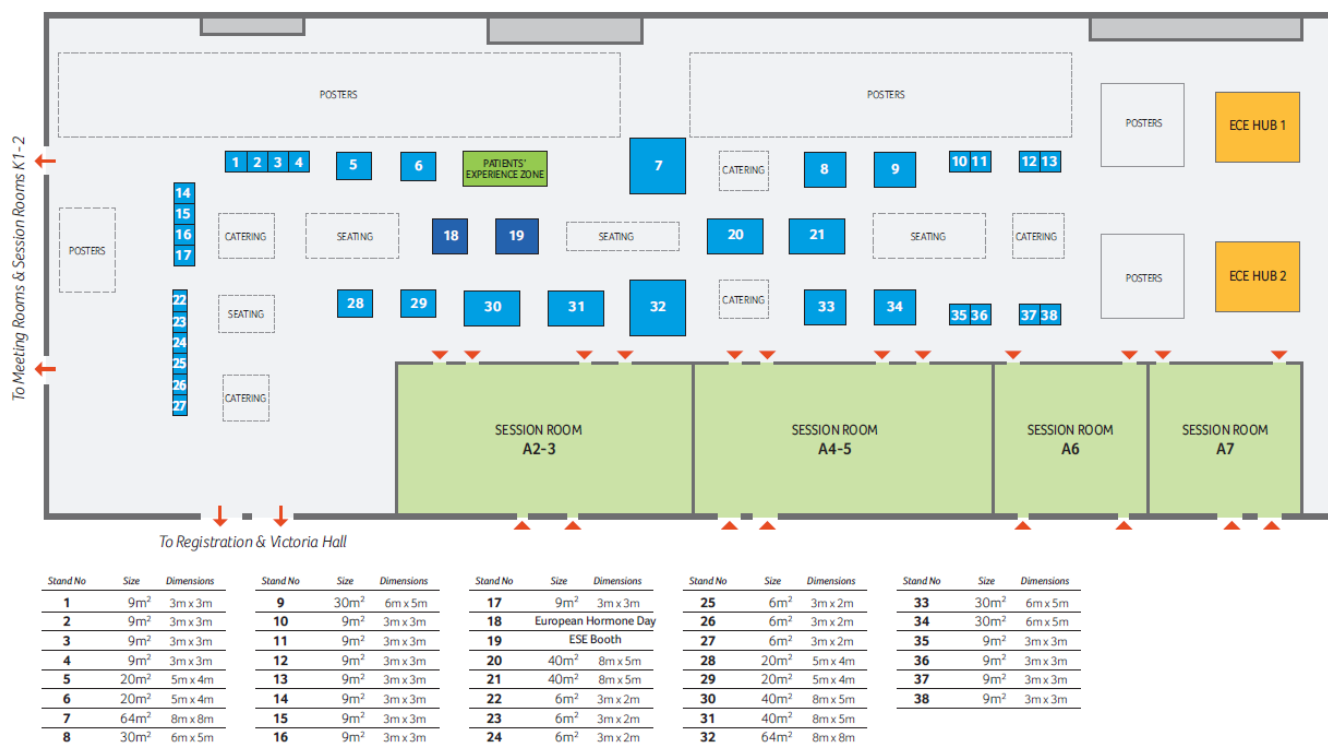 POSTERS
POSTERS
POSTERS
ECE HUB 1
To Meeting Rooms & Session Rooms K1-2
1 2 3 4
5
6
PATIENTS'
EXPERIENCE ZONE
7
CATERING
8
9
10 11
12 13
14
15
16
17
POSTERS
CATERING
SEATING
18
19
SEATING
20
21
SEATING
CATERING
POSTERS
ECE HUB 2
22
23
24
25
26
27
SEATING
CATERING
28
29
30
31
32
CATERING
33
34
35 36
37 38
SESSION ROOM
A2-3
SESSION ROOM
A4-5
SESSION ROOM
A6
SESSION ROOM
A7
To Registration & Victoria Hall
Stand No Size Dimensions
1 9m² 3m x 3m
2 9m² 3m x 3m
3 9m² 3m x 3m
4 9m² 3m x 3m
5 20m² 5m x 4m
6 20m² 5m x 4m
7 64m² 8m x 8m
8 30m² 6m x 5m
Stand No Size Dimensions
9 30m² 6m x 5m
10 9m² 3m x 3m
11 9m² 3m x 3m
12 9m² 3m x 3m
13 9m² 3m x 3m
14 9m² 3m x 3m
15 9m² 3m x 3m
16 9m² 3m x 3m
Stand No Size Dimensions
17 9m² 3m x 3m
18 European Hormone Day
19 ESE Booth
20 40m² 8m x 5m
21 40m² 8m x 5m
22 6m² 3m x 2m
23 6m² 3m x 2m
24 6m² 3m x 2m
Stand No Size Dimensions
25 6m² 3m x 2m
26 6m² 3m x 2m
27 6m² 3m x 2m
28 20m² 5m x 4m
29 20m² 5m x 4m
30 40m² 8m x 5m
31 40m² 8m x 5m
32 64m² 8m x 8m
Stand No Size Dimensions
33 30m² 6m x 5m
34 30m² 6m x 5m
35 9m² 3m x 3m
36 9m² 3m x 3m
37 9m² 3m x 3m
38 9m² 3m x 3m